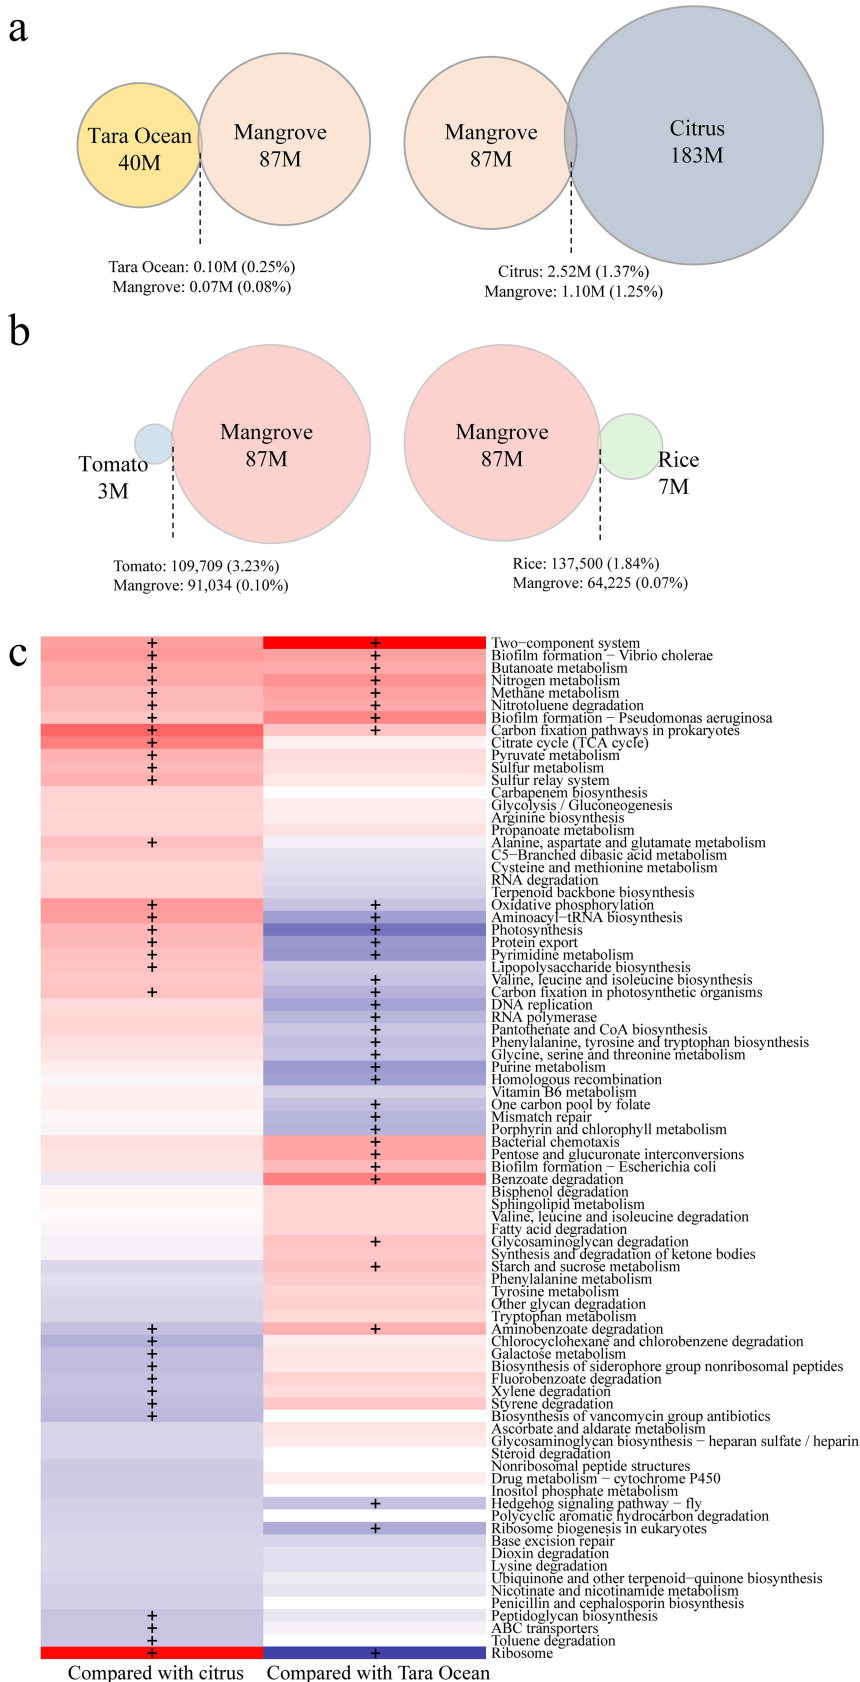 a
Tara Ocean
40M
Mangrove
87M
Mangrove
87M
Citrus
183M
Tara Ocean: 0.10M (0.25%)
Mangrove: 0.07M (0.08%)
Citrus: 2.52M (1.37%)
Mangrove: 1.10M (1.25%)
b
Tomato
3M
Mangrove
87M
Mangrove
87M
Rice
7M
Tomato: 109,709 (3.23%)
Mangrove: 91,034 (0.10%)
Rice: 137,500 (1.84%)
Mangrove: 64,225 (0.07%)
c
+ + Two−component system
+ + Biofilm formation − Vibrio cholerae
+ + Butanoate metabolism
+ + Nitrogen metabolism
+ + Methane metabolism
+ + Nitrotoluene degradation
+ + Biofilm formation − Pseudomonas aeruginosa
+ + Carbon fixation pathways in prokaryotes
+ Citrate cycle (TCA cycle)
+ Pyruvate metabolism
+ Sulfur metabolism
+ Sulfur relay system
Carbapenem biosynthesis
Glycolysis / Gluconeogenesis
Arginine biosynthesis
Propanoate metabolism
+ Alanine, aspartate and glutamate metabolism
C5−Branched dibasic acid metabolism
Cysteine and methionine metabolism
RNA degradation
Terpenoid backbone biosynthesis
+ + Oxidative phosphorylation
+ + Aminoacyl−tRNA biosynthesis
+ + Photosynthesis
+ + Protein export
+ + Pyrimidine metabolism
+ Lipopolysaccharide biosynthesis
+ Valine, leucine and isoleucine biosynthesis
+ + Carbon fixation in photosynthetic organisms
+ DNA replication
+ RNA polymerase
+ Pantothenate and CoA biosynthesis
+ Phenylalanine, tyrosine and tryptophan biosynthesis
+ Glycine, serine and threonine metabolism
+ Purine metabolism
+ Homologous recombination
Vitamin B6 metabolism
+ One carbon pool by folate
+ Mismatch repair
+ Porphyrin and chlorophyll metabolism
+ Bacterial chemotaxis
+ Pentose and glucuronate interconversions
+ Biofilm formation − Escherichia coli
+ Benzoate degradation
Bisphenol degradation
Sphingolipid metabolism
Valine, leucine and isoleucine degradation
Fatty acid degradation
+ Glycosaminoglycan degradation
Synthesis and degradation of ketone bodies
+ Starch and sucrose metabolism
Phenylalanine metabolism
Tyrosine metabolism
Other glycan degradation
Tryptophan metabolism
+ + Aminobenzoate degradation
+ Chlorocyclohexane and chlorobenzene degradation
+ Galactose metabolism
+ Biosynthesis of siderophore group nonribosomal peptides
+ Fluorobenzoate degradation
+ Xylene degradation
+ Styrene degradation
+ Biosynthesis of vancomycin group antibiotics
Ascorbate and aldarate metabolism
Glycosaminoglycan biosynthesis − heparan sulfate / heparin
Steroid degradation
Nonribosomal peptide structures
Drug metabolism − cytochrome P450
Inositol phosphate metabolism
+ Hedgehog signaling pathway − fly
Polycyclic aromatic hydrocarbon degradation
+ Ribosome biogenesis in eukaryotes
Base excision repair
Dioxin degradation
Lysine degradation
Ubiquinone and other terpenoid−quinone biosynthesis
Nicotinate and nicotinamide metabolism
Penicillin and cephalosporin biosynthesis
+ Peptidoglycan biosynthesis
+ ABC transporters
+ Toluene degradation
+ + Ribosome
Compared with citrus Compared with Tara Ocean